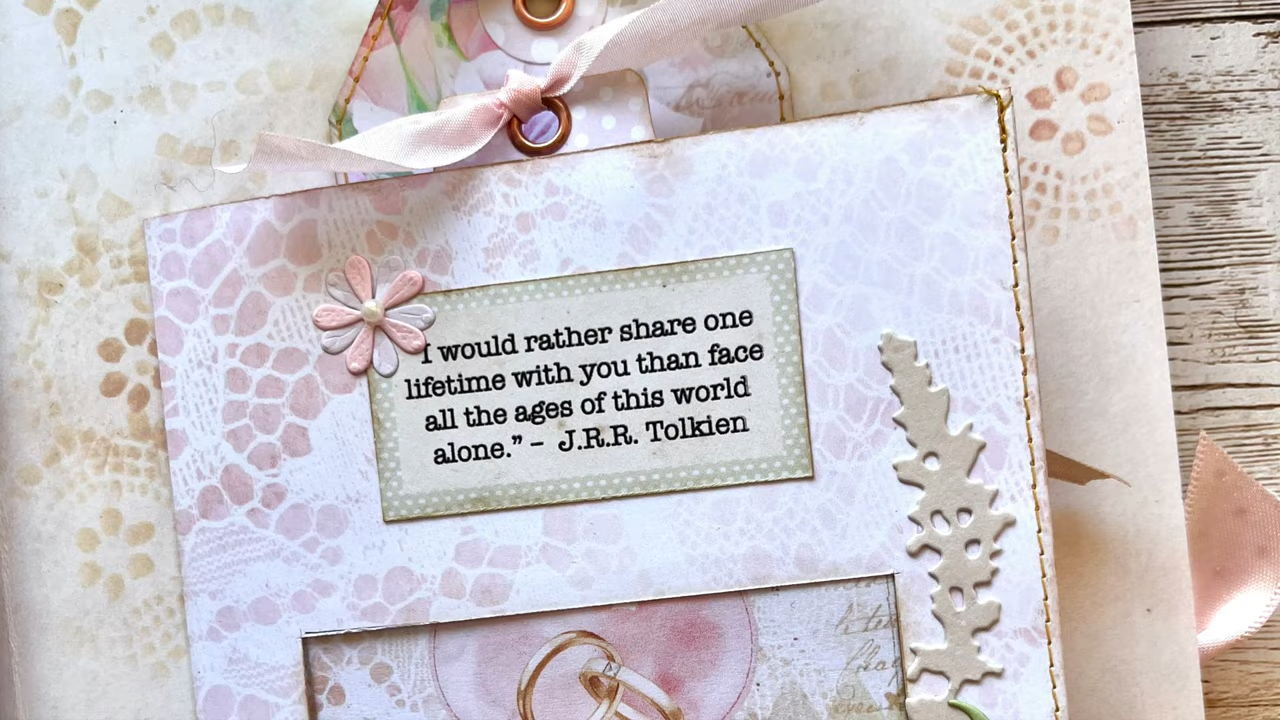 I would rather share one
lifetime with you than face
all the ages of this world
alone.” – J.R.R. Tolkien